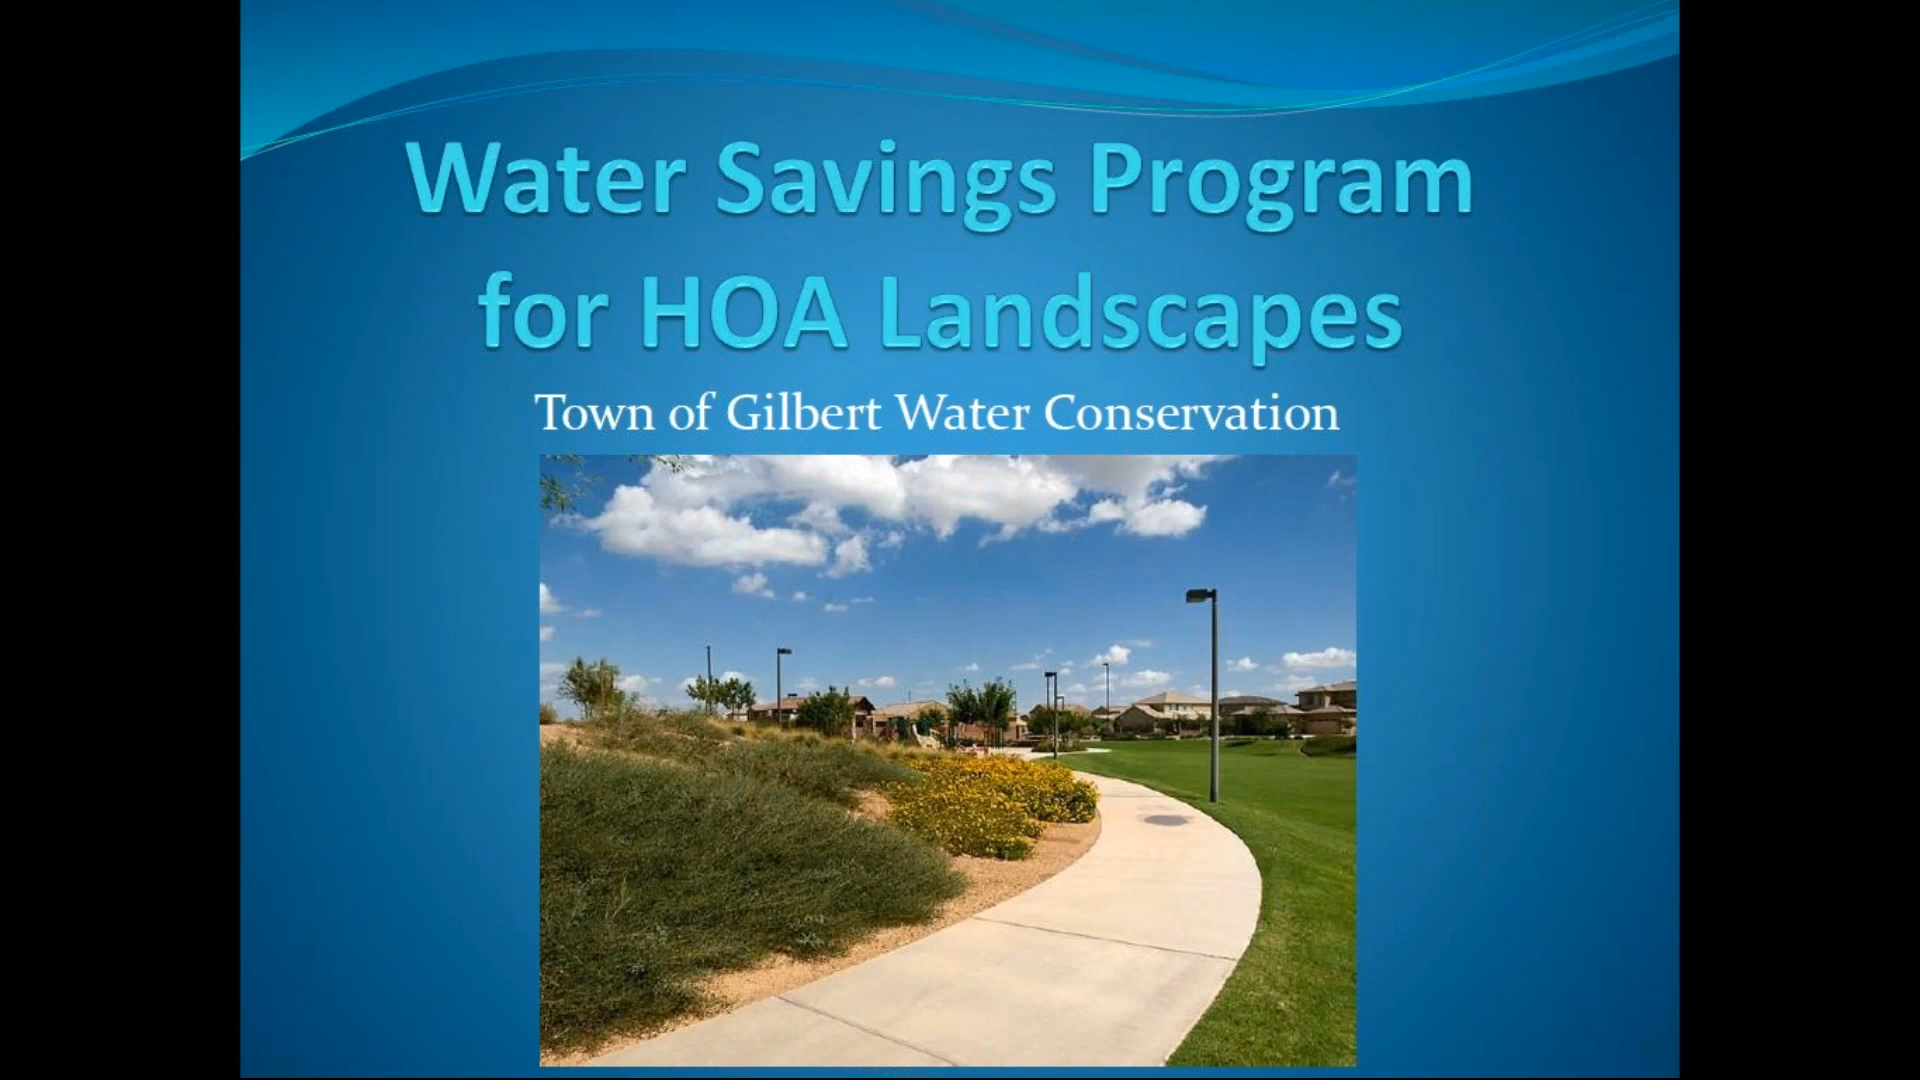 Water Savings Program
for HOA Landscapes
Town of Gilbert Water Conservation